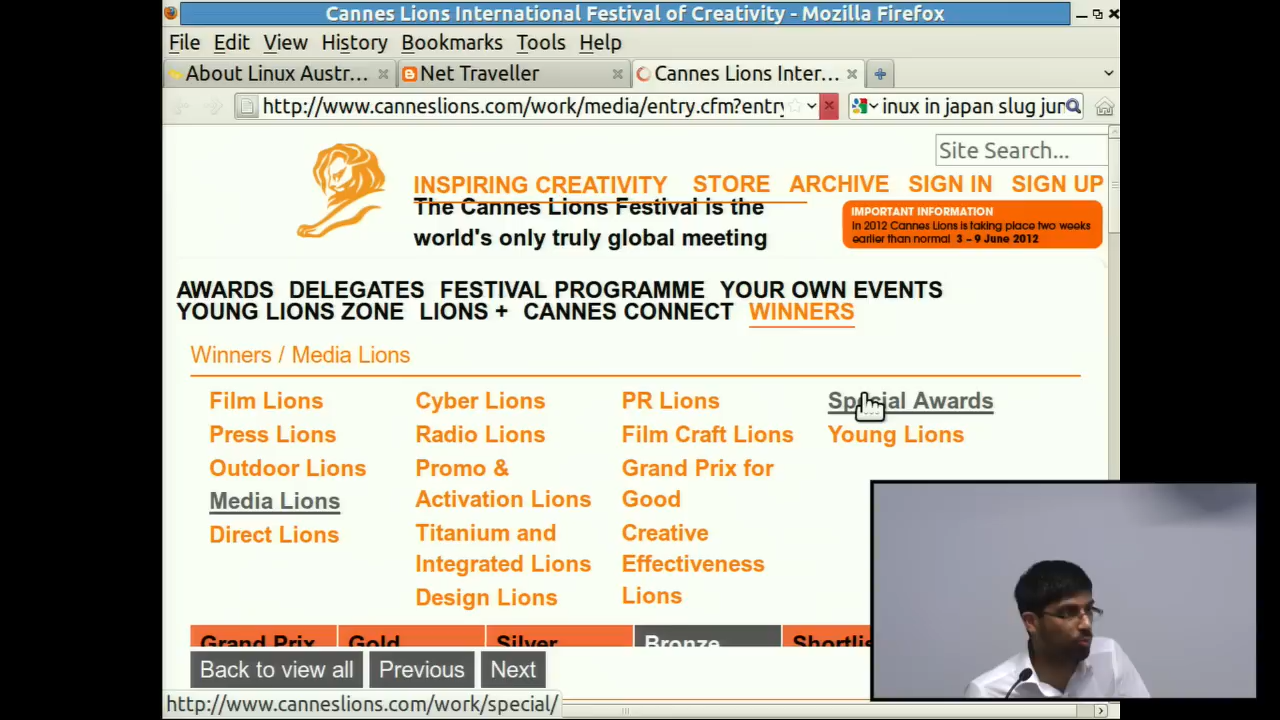 Cannes Lions International Festival of Creativity - Mozilla Firefox
File Edit View History Bookmarks Tools Help
About Linux Austr... Net Traveller Cannes Lions Inter...
http://www.canneslions.com/work/media/entry.cfm?entry inux in japan slug jur
Site Search...
INSPIRING CREATIVITY STORE ARCHIVE SIGN IN SIGN UP
The Cannes Lions Festival is the
world's only truly global meeting
IMPORTANT INFORMATION
In 2012 Cannes Lions is taking place two weeks
earlier than normal 3 – 9 June 2012
AWARDS DELEGATES FESTIVAL PROGRAMME YOUR OWN EVENTS
YOUNG LIONS ZONE LIONS + CANNES CONNECT WINNERS
Winners / Media Lions
Film Lions Cyber Lions PR Lions Special Awards
Press Lions Radio Lions Film Craft Lions Young Lions
Outdoor Lions Promo & Grand Prix for
Media Lions Activation Lions Good
Direct Lions Titanium and Creative
Integrated Lions Effectiveness
Design Lions Lions
Grand Prix Gold Silver Bronze Shortlis
Back to view all Previous Next
http://www.canneslions.com/work/special/